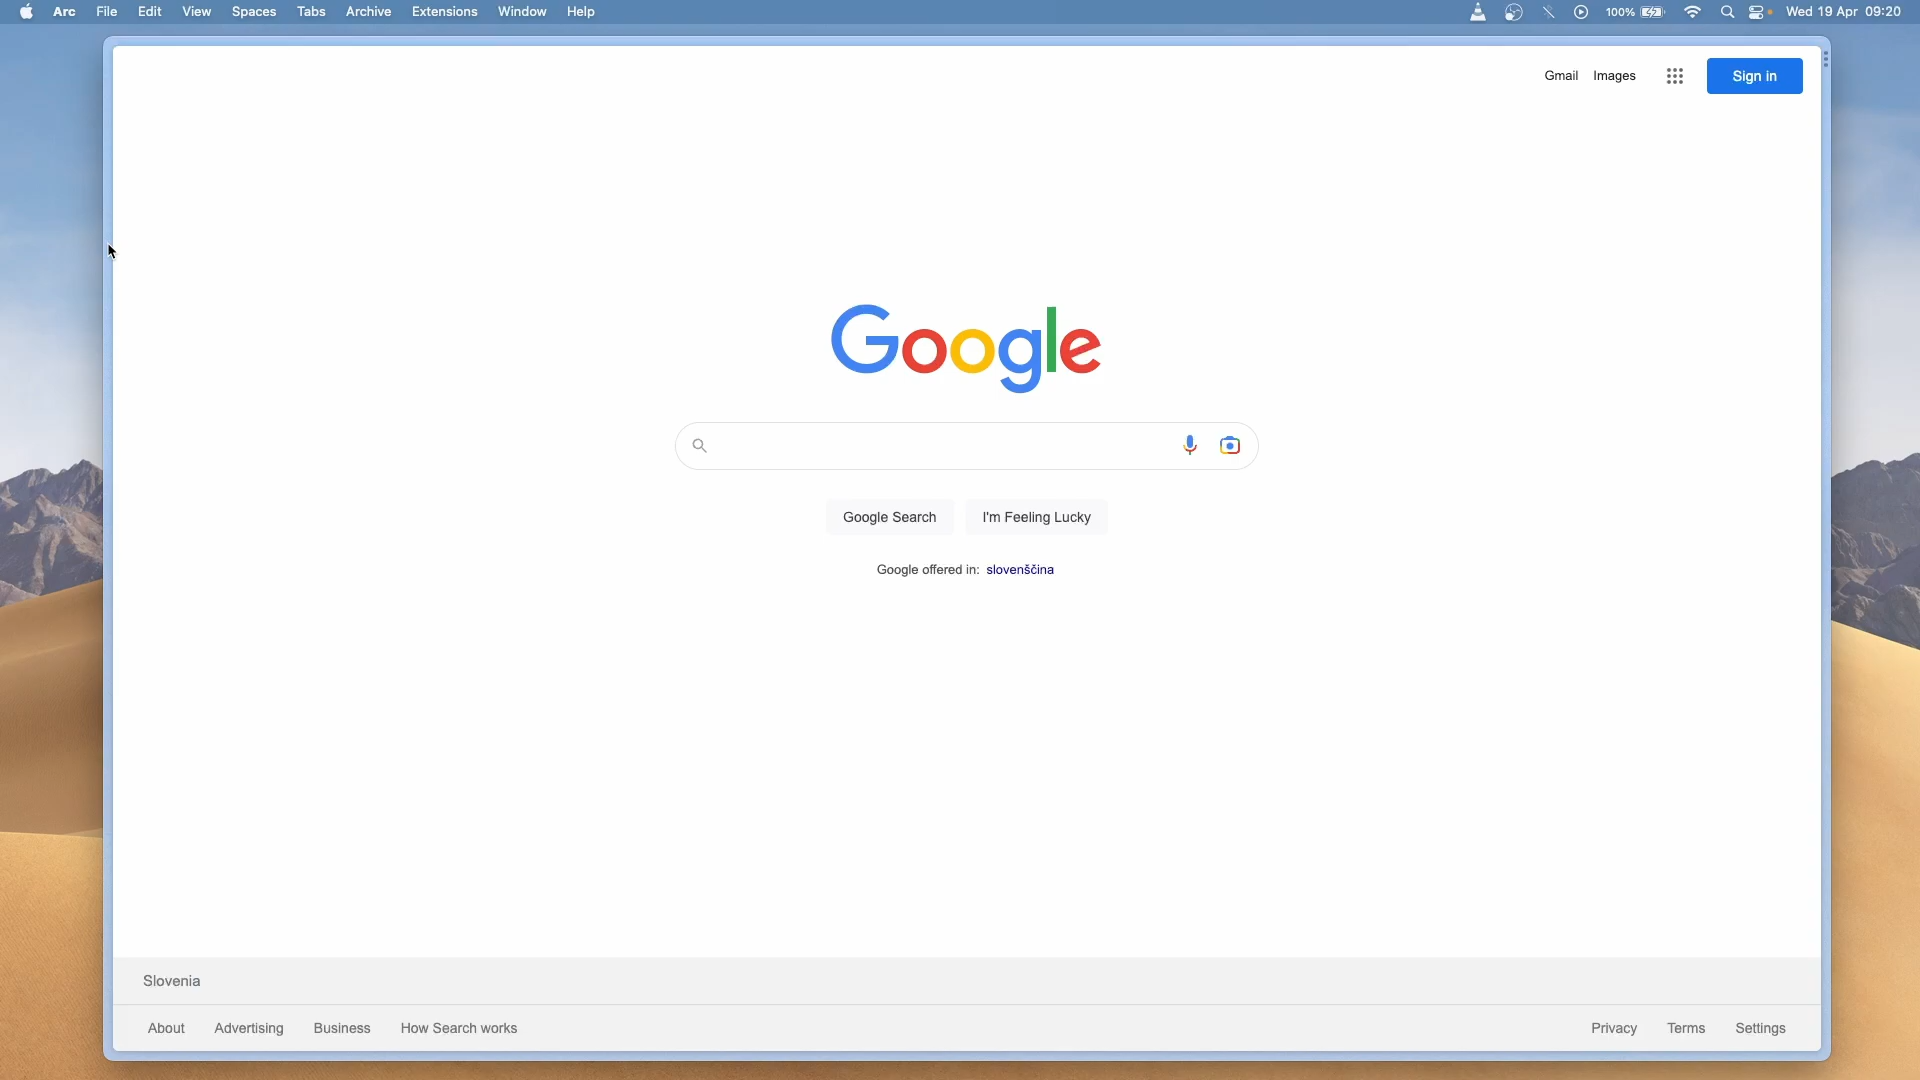 Arc File Edit View Spaces Tabs Archive Extensions Window Help 100% Wed 19 Apr 09:20
Gmail Images Sign in
Google
Google Search I'm Feeling Lucky
Google offered in: slovenščina
Slovenia
About Advertising Business How Search works Privacy Terms Settings